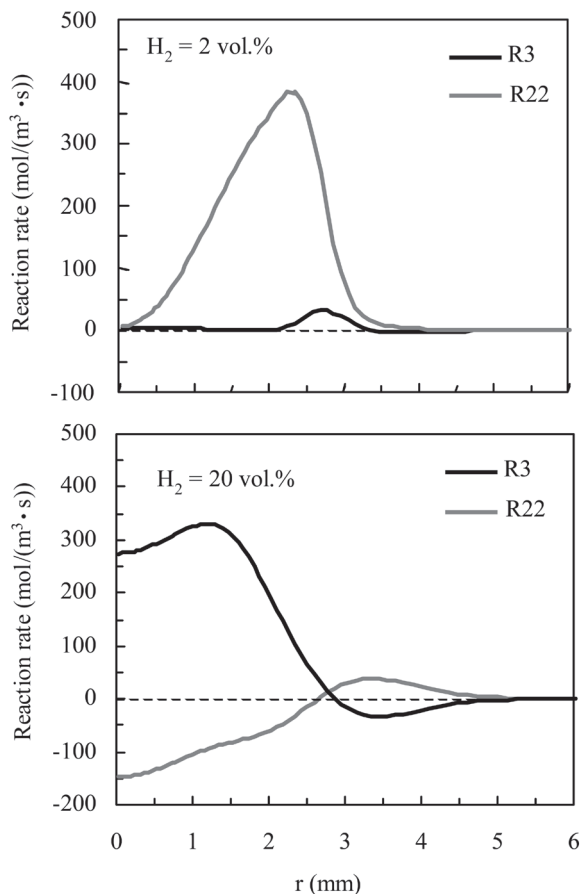 500
H₂ = 2 vol.%
R3
400
R22
300
200
100
0
-100
Reaction rate (mol/(m³•s))
500
H₂ = 20 vol.%
R3
400
R22
300
200
100
0
-100
-200
Reaction rate (mol/(m³•s))
0 1 2 3 4 5 6
r (mm)